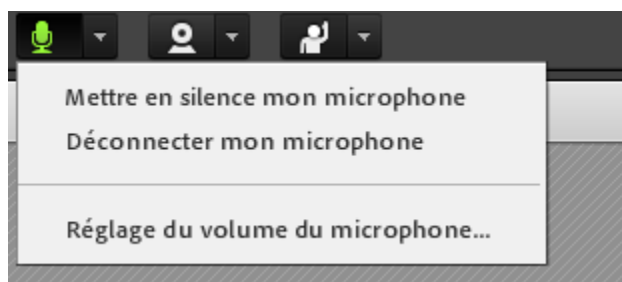 Mettre en silence mon microphone
Déconnecter mon microphone
Réglage du volume du microphone...